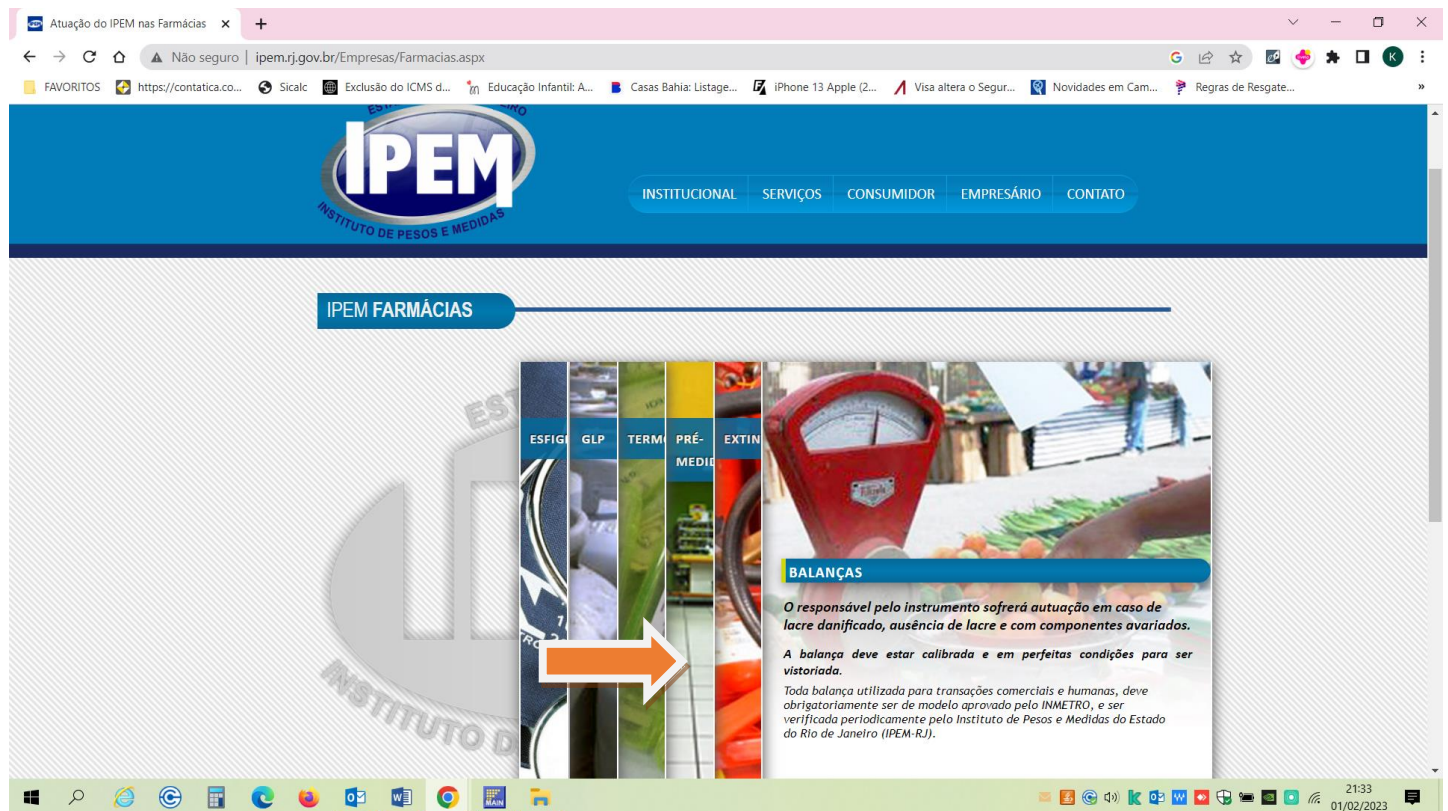 Atuação do IPEM nas Farmácias
Não seguro | ipem.rj.gov.br/Empresas/Farmacias.aspx
K
FAVORITOS https://contatica.co... Sicalc Exclusão do ICMS d... Educação Infantil: A... Casas Bahia: Listage... iPhone 13 Apple (2... Visa altera o Segur... Novidades em Cam... Regras de Resgate... »
IPEM
INSTITUTO DE PESOS E MEDIDAS
INSTITUCIONAL SERVIÇOS CONSUMIDOR EMPRESÁRIO CONTATO
IPEM FARMÁCIAS
EST
INSTITUTO D
ESFIG GLP TERM PRÉ- EXTIN
MEDID
BALANÇAS
O responsável pelo instrumento sofrerá autuação em caso de
lacre danificado, ausência de lacre e com componentes avariados.
A balança deve estar calibrada e em perfeitas condições para ser
vistoriada.
Toda balança utilizada para transações comerciais e humanas, deve
obrigatoriamente ser de modelo aprovado pelo INMETRO, e ser
verificada periodicamente pelo Instituto de Pesos e Medidas do Estado
do Rio de Janeiro (IPEM-RJ).
MAIN
21:33
01/02/2023